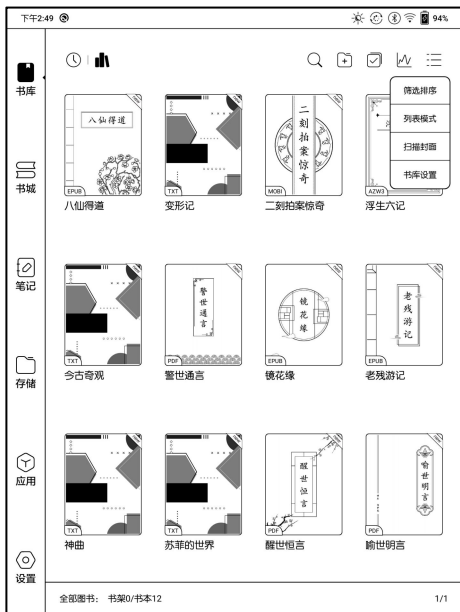 下午2:49
94%
书库
书城
笔记
存储
应用
设置
筛选排序
列表模式
扫描封面
书库设置
八仙得道
EPUB
八仙得道
TXT
变形记
二刻拍案惊奇
MOBI
二刻拍案惊奇
AZW3
浮生六记
TXT
今古奇观
警世通言
PDF
警世通言
镜花缘
EPUB
镜花缘
老残游记
EPUB
老残游记
TXT
神曲
TXT
苏菲的世界
醒世恒言
PDF
醒世恒言
喻世明言
PDF
喻世明言
全部图书： 书架0/书本12
1/1